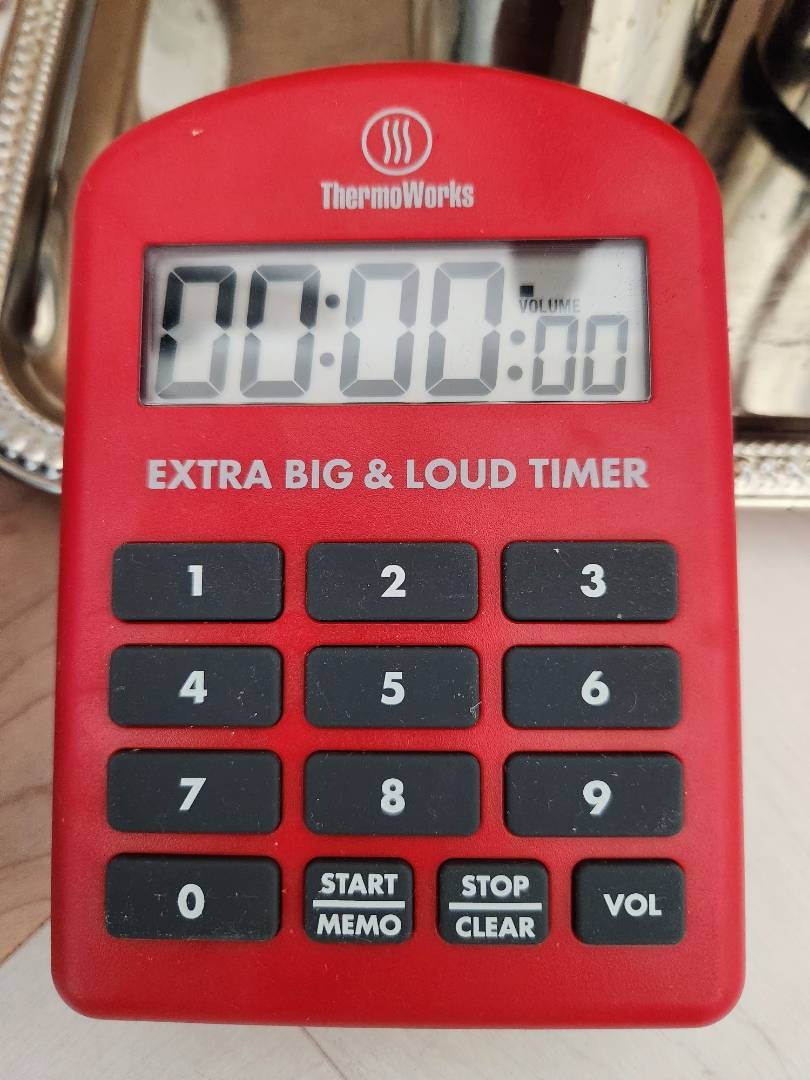 ThermoWorks
00:00:00
VOLUME
EXTRA BIG & LOUD TIMER
1 2 3
4 5 6
7 8 9
0 START MEMO STOP CLEAR VOL